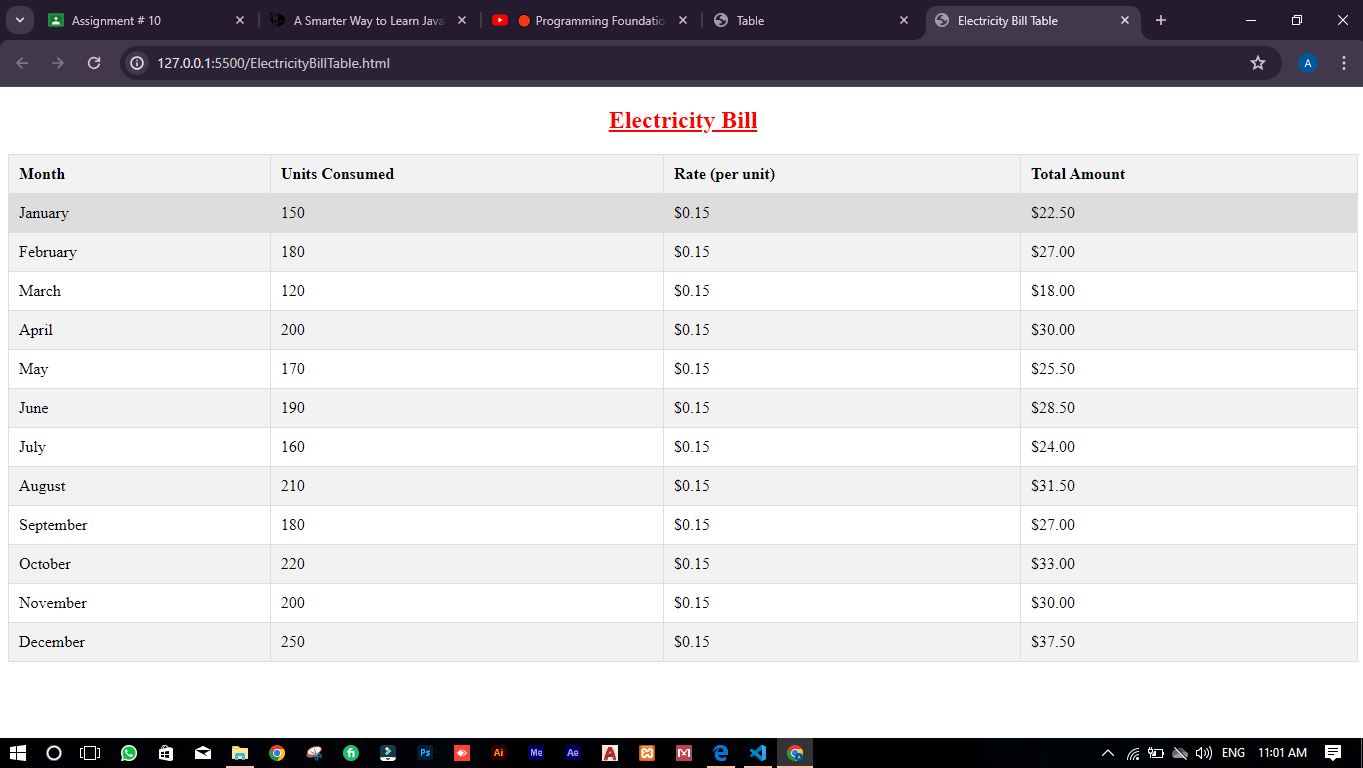 Assignment # 10
A Smarter Way to Learn Java
Programming Foundatio
Table
Electricity Bill Table
127.0.0.1:5500/ElectricityBillTable.html
A
Electricity Bill
Month Units Consumed Rate (per unit) Total Amount
January 150 $0.15 $22.50
February 180 $0.15 $27.00
March 120 $0.15 $18.00
April 200 $0.15 $30.00
May 170 $0.15 $25.50
June 190 $0.15 $28.50
July 160 $0.15 $24.00
August 210 $0.15 $31.50
September 180 $0.15 $27.00
October 220 $0.15 $33.00
November 200 $0.15 $30.00
December 250 $0.15 $37.50
fi Ps Ai Me Ae A M ENG 11:01 AM